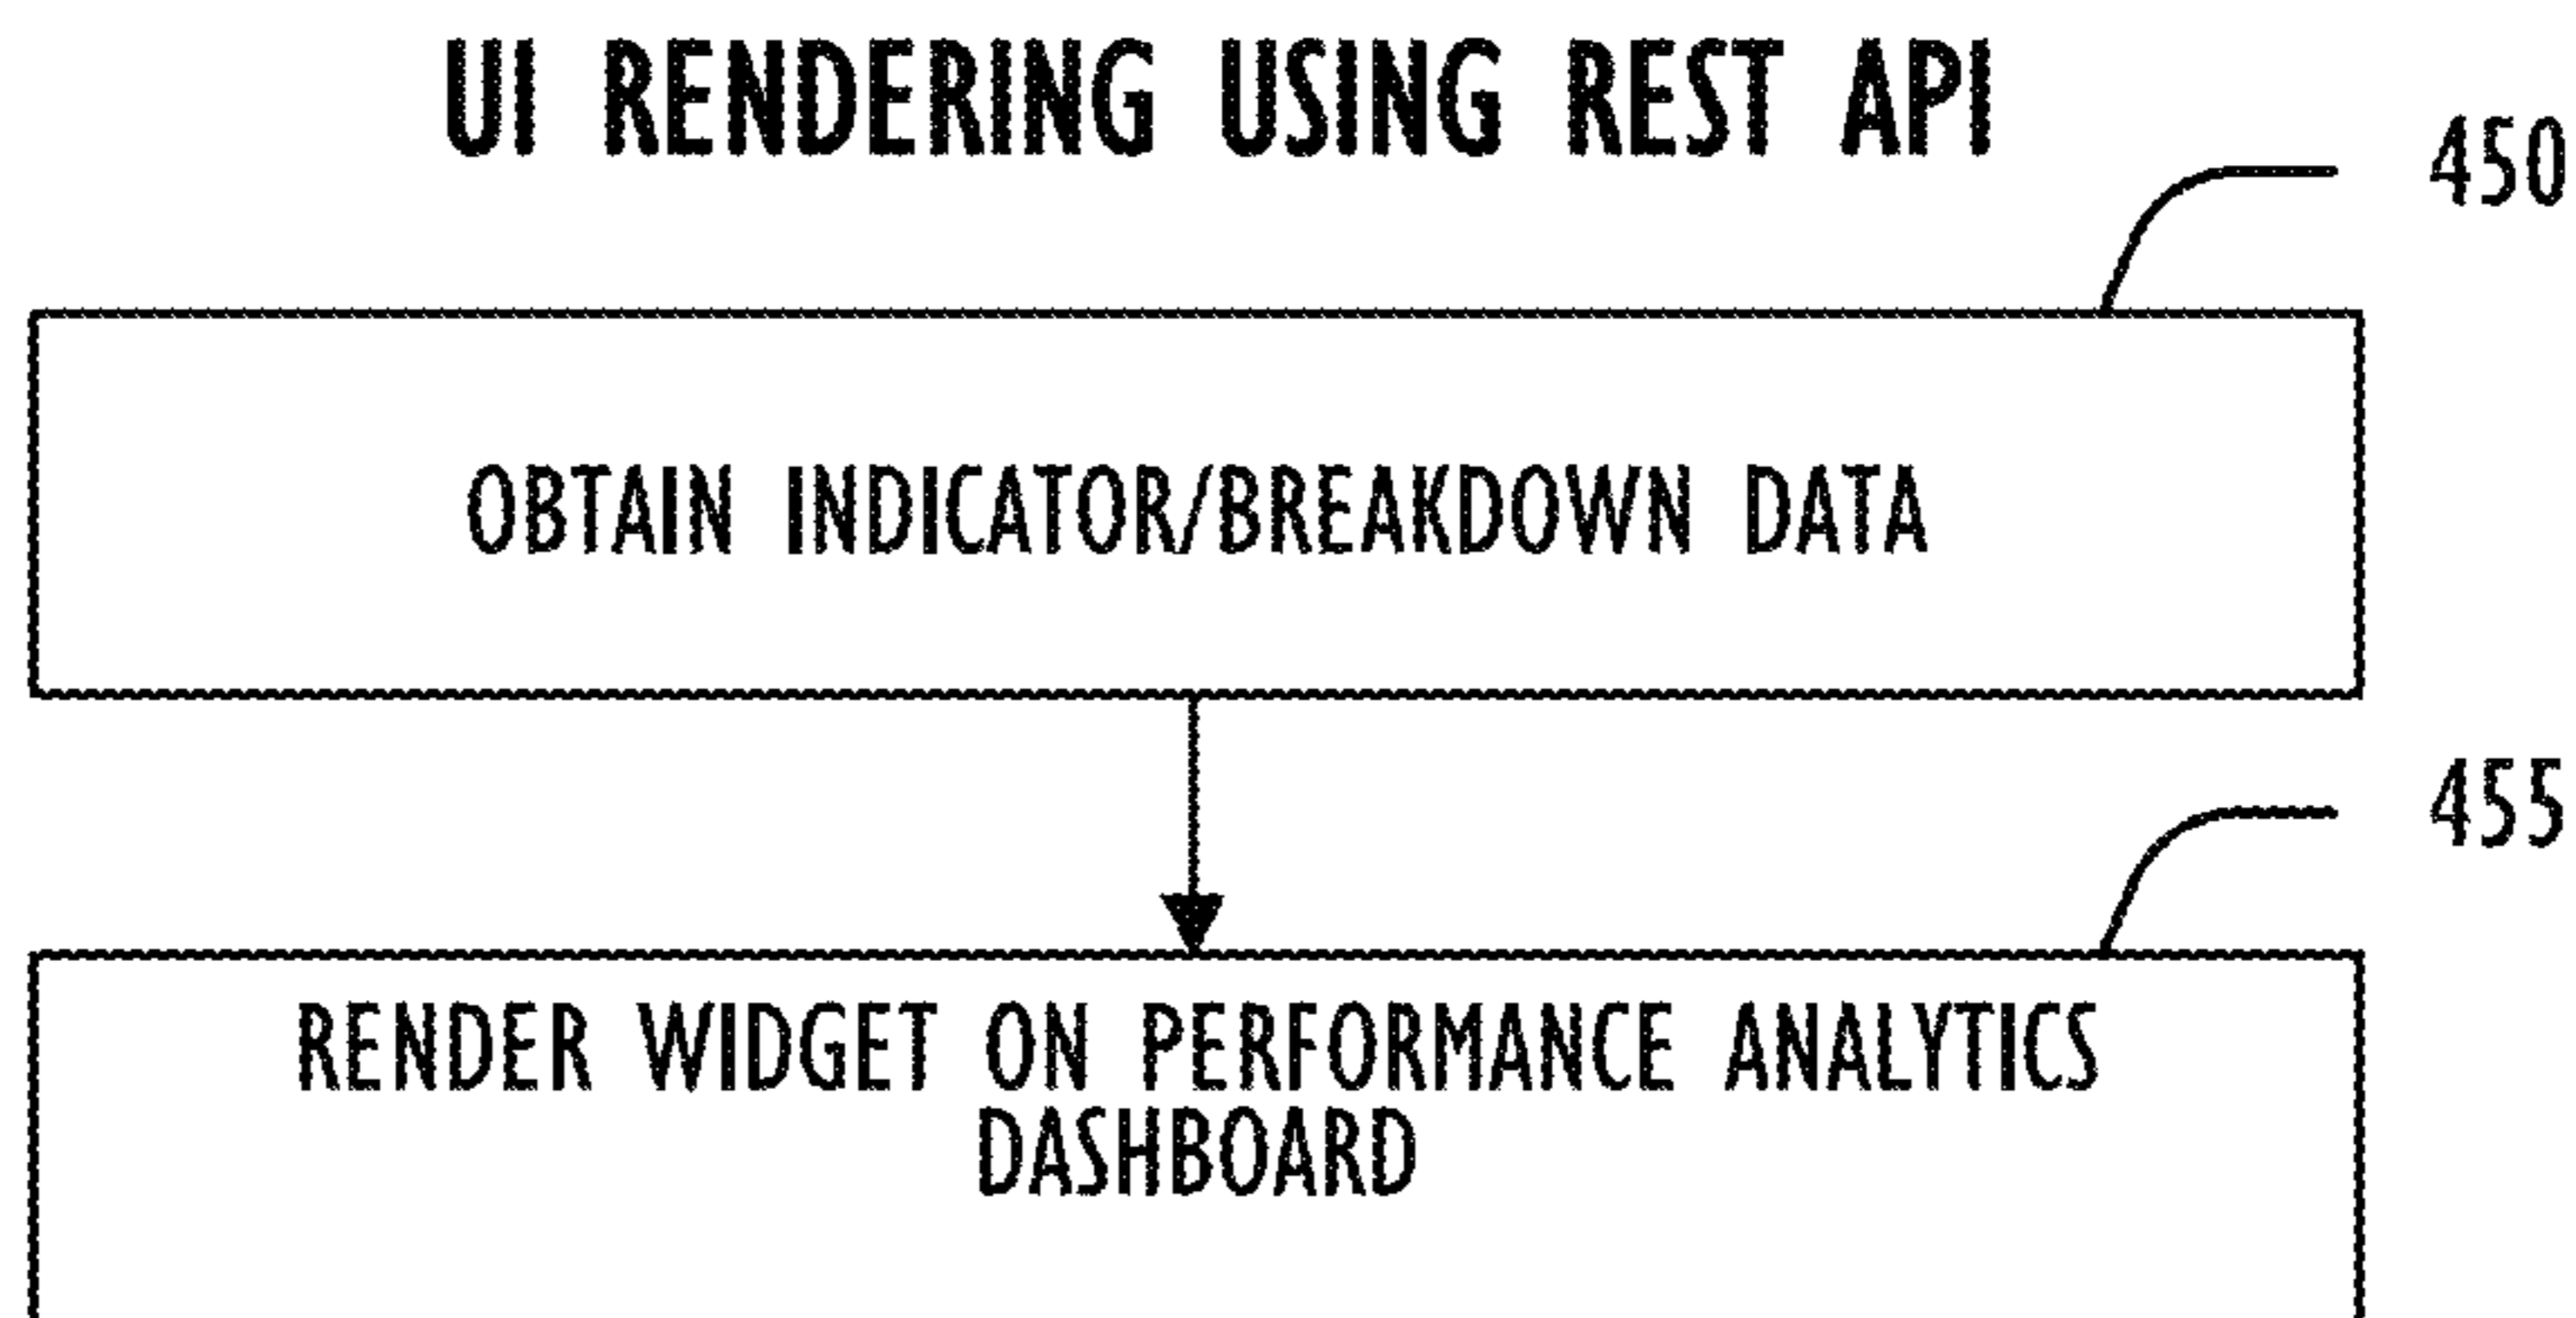 UI RENDERING USING REST API
450
OBTAIN INDICATOR/BREAKDOWN DATA
455
RENDER WIDGET ON PERFORMANCE ANALYTICS
DASHBOARD